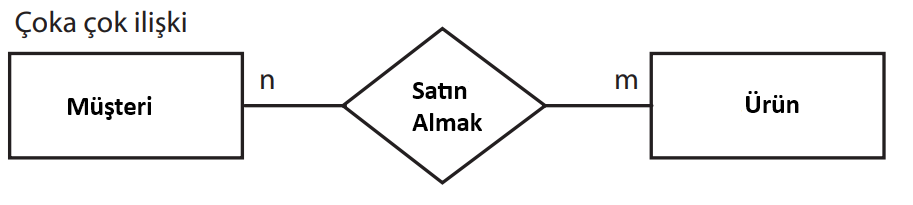 Çoka çok ilişki
Müşteri
n
Satın
Almak
m
Ürün